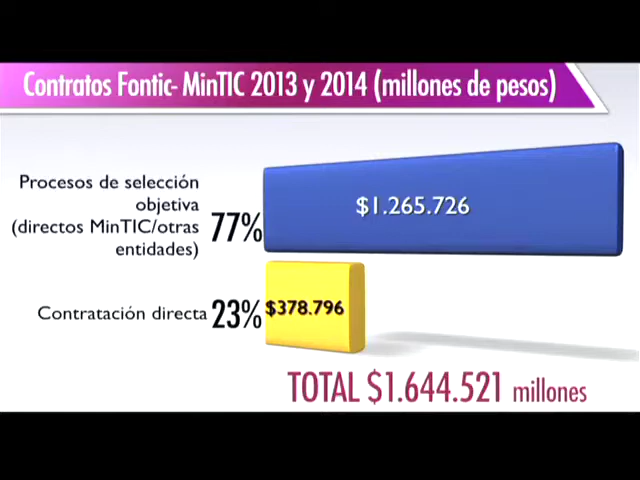 Contratos Fontic- MinTIC 2013 y 2014 (millones de pesos)
Procesos de selección
objetiva
(directos MinTIC/otras
entidades)
77%
$1.265.726
Contratación directa
23%
$378.796
TOTAL $1.644.521 millones